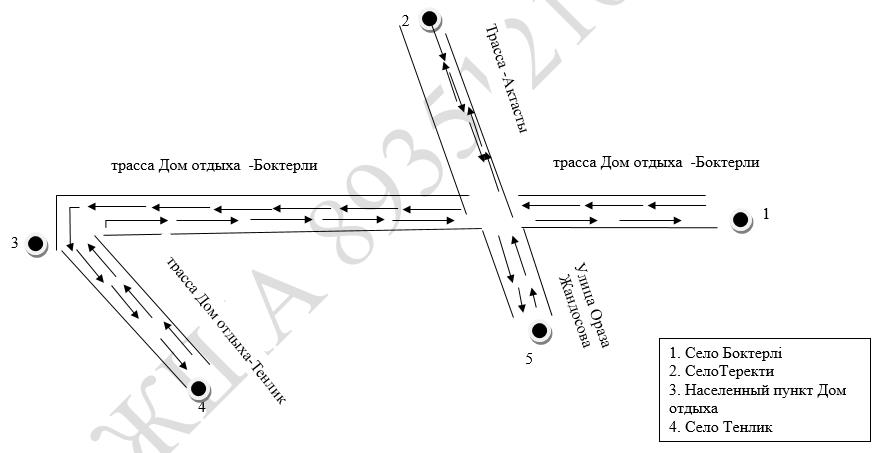 2
Трасса -Актасты
трасса Дом отдыха -Боктерли
трасса Дом отдыха -Боктерли
1
3
трасса Дом отдыха-Тенлик
Улица Ораза
Жандосова
5
4
1. Село Боктерлі
2. СелоТеректи
3. Населенный пункт Дом
отдыха
4. Село Тенлик